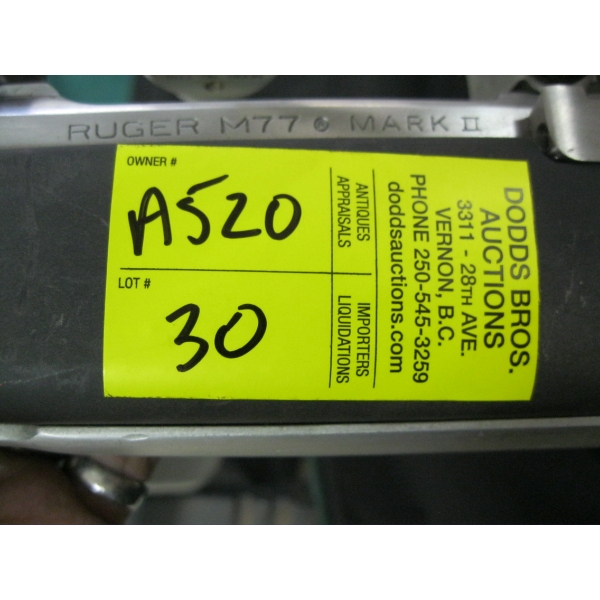 RUGER M77 ® MARK II
OWNER #
A520
LOT #
30
ANTIQUES
APPRAISALS
IMPORTERS
LIQUIDATIONS
DODDS BROS.
AUCTIONS
3311 - 28TH AVE.
VERNON, B.C.
PHONE 250-545-3259
doddsauctions.com